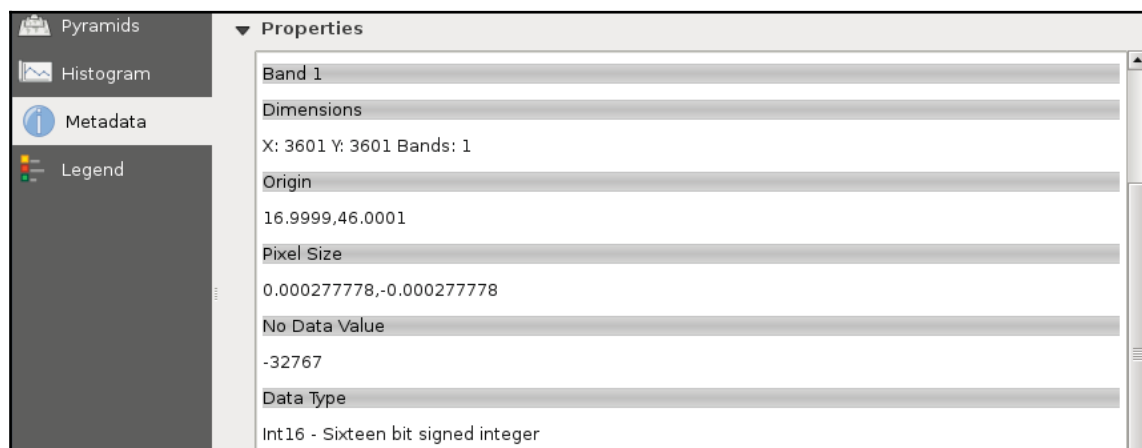 Pyramids
Histogram
Metadata
Legend
Properties
Band 1
Dimensions
X: 3601 Y: 3601 Bands: 1
Origin
16.9999,46.0001
Pixel Size
0.000277778,-0.000277778
No Data Value
-32767
Data Type
Int16 - Sixteen bit signed integer